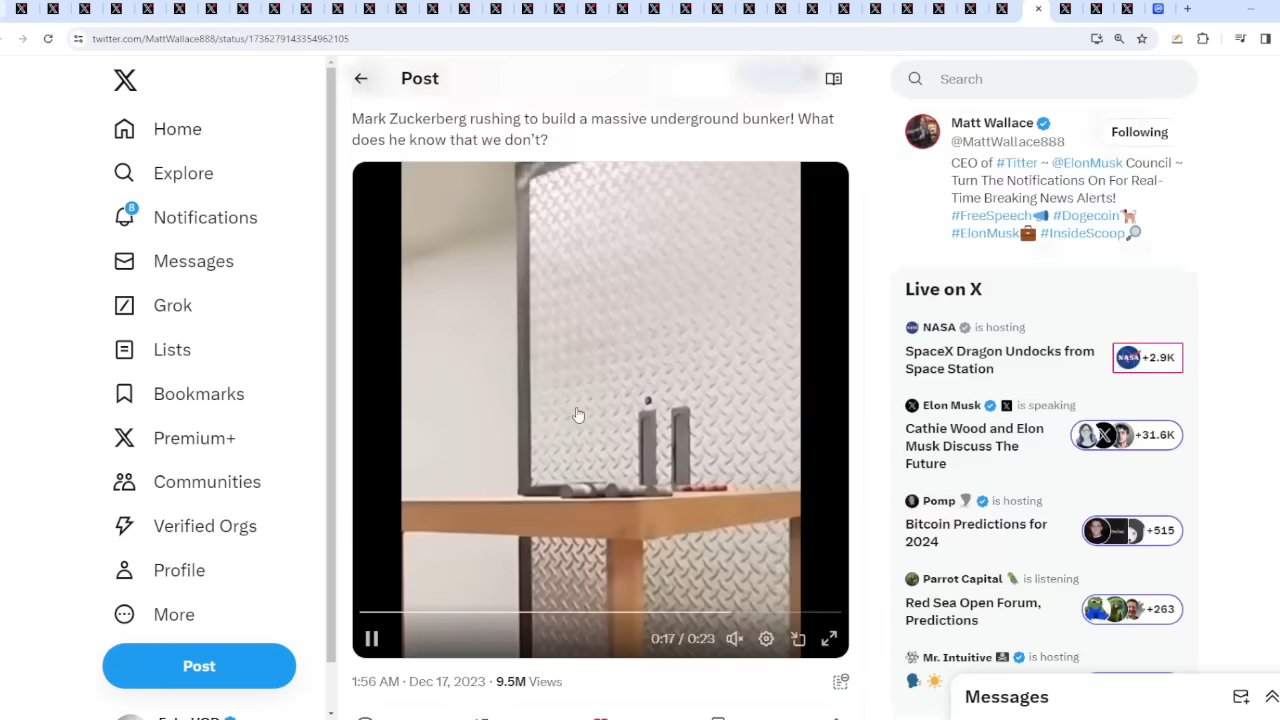 twitter.com/MattWallace888/status/1736279143354962105
Post
Search
Home
Explore
8
Notifications
Messages
Grok
Lists
Bookmarks
Premium+
Communities
Verified Orgs
Profile
More
Post
Mark Zuckerberg rushing to build a massive underground bunker! What
does he know that we don't?
0:17 / 0:23
1:56 AM · Dec 17, 2023 · 9.5M Views
Matt Wallace
@MattWallace888
Following
CEO of #Titter ~ @ElonMusk Council ~
Turn The Notifications On For Real-
Time Breaking News Alerts!
#FreeSpeech #Dogecoin
#ElonMusk #InsideScoop
Live on X
NASA is hosting
SpaceX Dragon Undocks from
Space Station
NASA +2.9K
Elon Musk is speaking
Cathie Wood and Elon
Musk Discuss The
Future
+31.6K
Pomp is hosting
Bitcoin Predictions for
2024
+515
Parrot Capital is listening
Red Sea Open Forum,
Predictions
+263
Mr. Intuitive is hosting
Messages